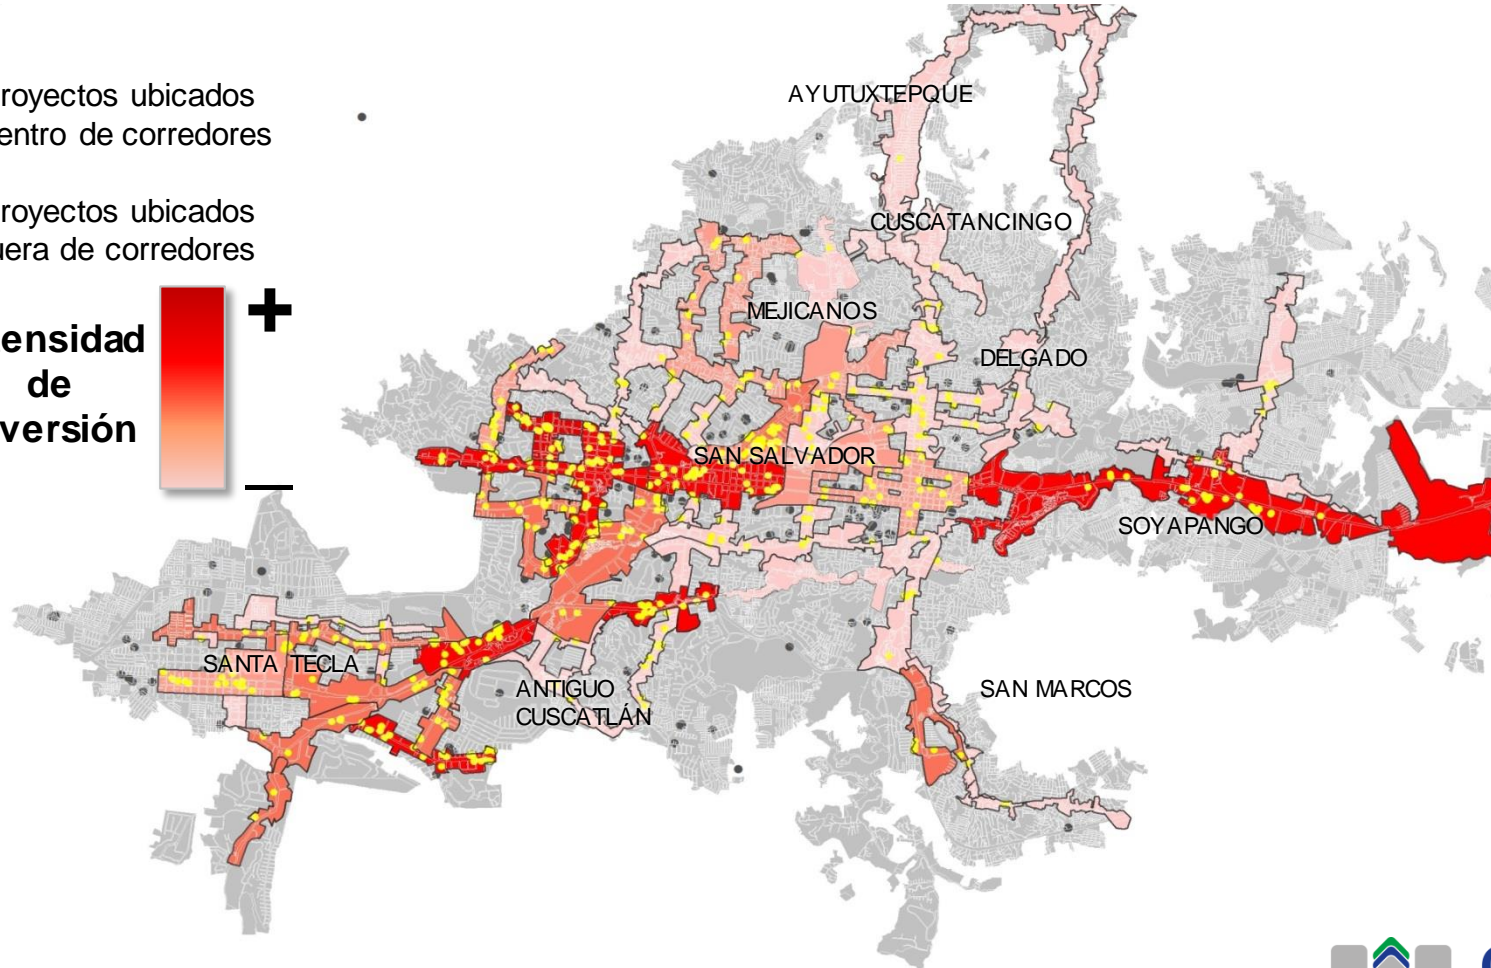 royectos ubicados
entro de corredores
royectos ubicados
uera de corredores
+
ensidad
de
versión
—
AYUTUXTEPQUE
CUSCATANCINGO
MEJICANOS
DELGADO
SAN SALVADOR
SOYAPANGO
SANTA TECLA
ANTIGUO
CUSCATLÁN
SAN MARCOS